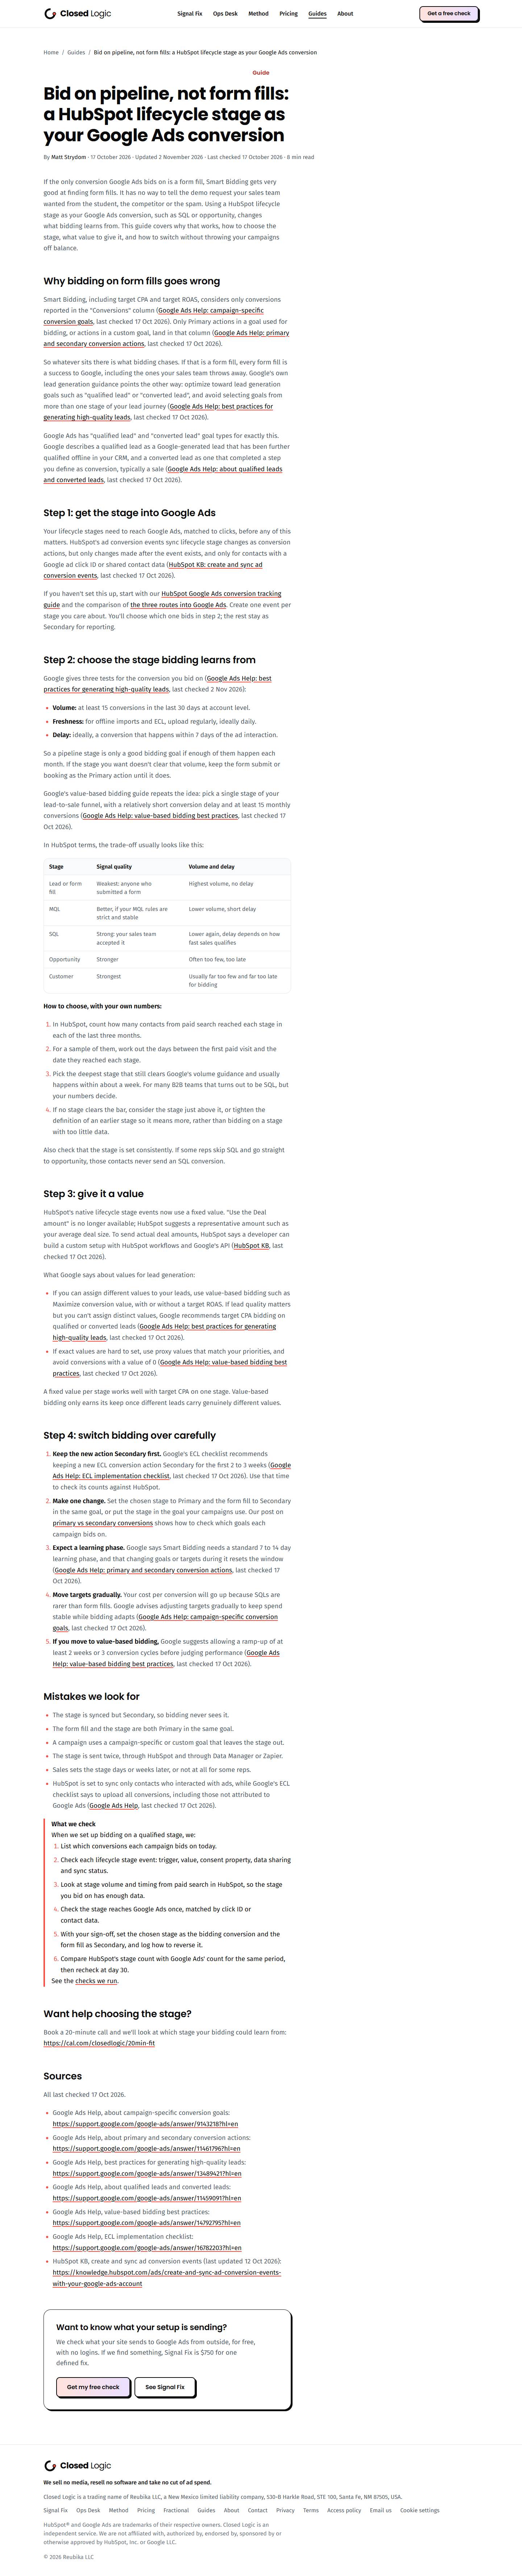 Closed Logic
Signal Fix Ops Desk Method Pricing Guides About
Get a free check
Home / Guides / Bid on pipeline, not form fills: a HubSpot lifecycle stage as your Google Ads conversion
Guide
Bid on pipeline, not form fills:
a HubSpot lifecycle stage as
your Google Ads conversion
By Matt Strydom · 17 October 2026 · Updated 2 November 2026 · Last checked 17 October 2026 · 8 min read
If the only conversion Google Ads bids on is a form fill, Smart Bidding gets very
good at finding form fills. It has no way to tell the demo request your sales team
wanted from the student, the competitor or the spam. Using a HubSpot lifecycle
stage as your Google Ads conversion, such as SQL or opportunity, changes
what bidding learns from. This guide covers why that works, how to choose the
stage, what value to give it, and how to switch without throwing your campaigns
off balance.
Why bidding on form fills goes wrong
Smart Bidding, including target CPA and target ROAS, considers only conversions
reported in the "Conversions" column (Google Ads Help: campaign-specific
conversion goals, last checked 17 Oct 2026). Only Primary actions in a goal used for
bidding, or actions in a custom goal, land in that column (Google Ads Help: primary
and secondary conversion actions, last checked 17 Oct 2026).
So whatever sits there is what bidding chases. If that is a form fill, every form fill is
a success to Google, including the ones your sales team throws away. Google's own
lead generation guidance points the other way: optimize toward lead generation
goals such as "qualified lead" or "converted lead", and avoid selecting goals from
more than one stage of your lead journey (Google Ads Help: best practices for
generating high-quality leads, last checked 17 Oct 2026).
Google Ads has "qualified lead" and "converted lead" goal types for exactly this.
Google describes a qualified lead as a Google-generated lead that has been further
qualified offline in your CRM, and a converted lead as one that completed a step
you define as conversion, typically a sale (Google Ads Help: about qualified leads
and converted leads, last checked 17 Oct 2026).
Step 1: get the stage into Google Ads
Your lifecycle stages need to reach Google Ads, matched to clicks, before any of this
matters. HubSpot's ad conversion events sync lifecycle stage changes as conversion
actions, but only changes made after the event exists, and only for contacts with a
Google ad click ID or shared contact data (HubSpot KB: create and sync ad
conversion events, last checked 17 Oct 2026).
If you haven't set this up, start with our HubSpot Google Ads conversion tracking
guide and the comparison of the three routes into Google Ads. Create one event per
stage you care about. You'll choose which one bids in step 2; the rest stay as
Secondary for reporting.
Step 2: choose the stage bidding learns from
Google gives three tests for the conversion you bid on (Google Ads Help: best
practices for generating high-quality leads, last checked 2 Nov 2026):
• Volume: at least 15 conversions in the last 30 days at account level.
• Freshness: for offline imports and ECL, upload regularly, ideally daily.
• Delay: ideally, a conversion that happens within 7 days of the ad interaction.
So a pipeline stage is only a good bidding goal if enough of them happen each
month. If the stage you want doesn't clear that volume, keep the form submit or
booking as the Primary action until it does.
Google's value-based bidding guide repeats the idea: pick a single stage of your
lead-to-sale funnel, with a relatively short conversion delay and at least 15 monthly
conversions (Google Ads Help: value-based bidding best practices, last checked 17
Oct 2026).
In HubSpot terms, the trade-off usually looks like this:
Stage Signal quality Volume and delay
Lead or form
fill
Weakest: anyone who
submitted a form
Highest volume, no delay
MQL
Better, if your MQL rules are
strict and stable
Lower volume, short delay
SQL
Strong: your sales team
accepted it
Lower again, delay depends on how
fast sales qualifies
Opportunity Stronger Often too few, too late
Customer Strongest
Usually far too few and far too late
for bidding
How to choose, with your own numbers:
1. In HubSpot, count how many contacts from paid search reached each stage in
each of the last three months.
2. For a sample of them, work out the days between the first paid visit and the
date they reached each stage.
3. Pick the deepest stage that still clears Google's volume guidance and usually
happens within about a week. For many B2B teams that turns out to be SQL, but
your numbers decide.
4. If no stage clears the bar, consider the stage just above it, or tighten the
definition of an earlier stage so it means more, rather than bidding on a stage
with too little data.
Also check that the stage is set consistently. If some reps skip SQL and go straight
to opportunity, those contacts never send an SQL conversion.
Step 3: give it a value
HubSpot's native lifecycle stage events now use a fixed value. "Use the Deal
amount" is no longer available; HubSpot suggests a representative amount such as
your average deal size. To send actual deal amounts, HubSpot says a developer can
build a custom setup with HubSpot workflows and Google's API (HubSpot KB, last
checked 17 Oct 2026).
What Google says about values for lead generation:
• If you can assign different values to your leads, use value-based bidding such as
Maximize conversion value, with or without a target ROAS. If lead quality matters
but you can't assign distinct values, Google recommends target CPA bidding on
qualified or converted leads (Google Ads Help: best practices for generating
high-quality leads, last checked 17 Oct 2026).
• If exact values are hard to set, use proxy values that match your priorities, and
avoid conversions with a value of 0 (Google Ads Help: value-based bidding best
practices, last checked 17 Oct 2026).
A fixed value per stage works well with target CPA on one stage. Value-based
bidding only earns its keep once different leads carry genuinely different values.
Step 4: switch bidding over carefully
1. Keep the new action Secondary first. Google's ECL checklist recommends
keeping a new ECL conversion action Secondary for the first 2 to 3 weeks (Google
Ads Help: ECL implementation checklist, last checked 17 Oct 2026). Use that time
to check its counts against HubSpot.
2. Make one change. Set the chosen stage to Primary and the form fill to Secondary
in the same goal, or put the stage in the goal your campaigns use. Our post on
primary vs secondary conversions shows how to check which goals each
campaign bids on.
3. Expect a learning phase. Google says Smart Bidding needs a standard 7 to 14 day
learning phase, and that changing goals or targets during it resets the window
(Google Ads Help: primary and secondary conversion actions, last checked 17
Oct 2026).
4. Move targets gradually. Your cost per conversion will go up because SQLs are
rarer than form fills. Google advises adjusting targets gradually to keep spend
stable while bidding adapts (Google Ads Help: campaign-specific conversion
goals, last checked 17 Oct 2026).
5. If you move to value-based bidding, Google suggests allowing a ramp-up of at
least 2 weeks or 3 conversion cycles before judging performance (Google Ads
Help: value-based bidding best practices, last checked 17 Oct 2026).
Mistakes we look for
• The stage is synced but Secondary, so bidding never sees it.
• The form fill and the stage are both Primary in the same goal.
• A campaign uses a campaign-specific or custom goal that leaves the stage out.
• The stage is sent twice, through HubSpot and through Data Manager or Zapier.
• Sales sets the stage days or weeks later, or not at all for some reps.
• HubSpot is set to sync only contacts who interacted with ads, while Google's ECL
checklist says to upload all conversions, including those not attributed to
Google Ads (Google Ads Help, last checked 17 Oct 2026).
What we check
When we set up bidding on a qualified stage, we:
1. List which conversions each campaign bids on today.
2. Check each lifecycle stage event: trigger, value, consent property, data sharing
and sync status.
3. Look at stage volume and timing from paid search in HubSpot, so the stage
you bid on has enough data.
4. Check the stage reaches Google Ads once, matched by click ID or
contact data.
5. With your sign-off, set the chosen stage as the bidding conversion and the
form fill as Secondary, and log how to reverse it.
6. Compare HubSpot's stage count with Google Ads' count for the same period,
then recheck at day 30.
See the checks we run.
Want help choosing the stage?
Book a 20-minute call and we'll look at which stage your bidding could learn from:
https://cal.com/closedlogic/20min-fit
Sources
All last checked 17 Oct 2026.
• Google Ads Help, about campaign-specific conversion goals:
https://support.google.com/google-ads/answer/9143218?hl=en
• Google Ads Help, about primary and secondary conversion actions:
https://support.google.com/google-ads/answer/11461796?hl=en
• Google Ads Help, best practices for generating high-quality leads:
https://support.google.com/google-ads/answer/13489421?hl=en
• Google Ads Help, about qualified leads and converted leads:
https://support.google.com/google-ads/answer/11459091?hl=en
• Google Ads Help, value-based bidding best practices:
https://support.google.com/google-ads/answer/14792795?hl=en
• Google Ads Help, ECL implementation checklist:
https://support.google.com/google-ads/answer/16782203?hl=en
• HubSpot KB, create and sync ad conversion events (last updated 12 Oct 2026):
https://knowledge.hubspot.com/ads/create-and-sync-ad-conversion-events-
with-your-google-ads-account
Want to know what your setup is sending?
We check what your site sends to Google Ads from outside, for free,
with no logins. If we find something, Signal Fix is $750 for one
defined fix.
Get my free check See Signal Fix
Closed Logic
We sell no media, resell no software and take no cut of ad spend.
Closed Logic is a trading name of Reubika LLC, a New Mexico limited liability company, 530-B Harkle Road, STE 100, Santa Fe, NM 87505, USA.
Signal Fix Ops Desk Method Pricing Fractional Guides About Contact Privacy Terms Access policy Email us Cookie settings
HubSpot® and Google Ads are trademarks of their respective owners. Closed Logic is an
independent service. We are not affiliated with, authorized by, endorsed by, sponsored by or
otherwise approved by HubSpot, Inc. or Google LLC.
© 2026 Reubika LLC